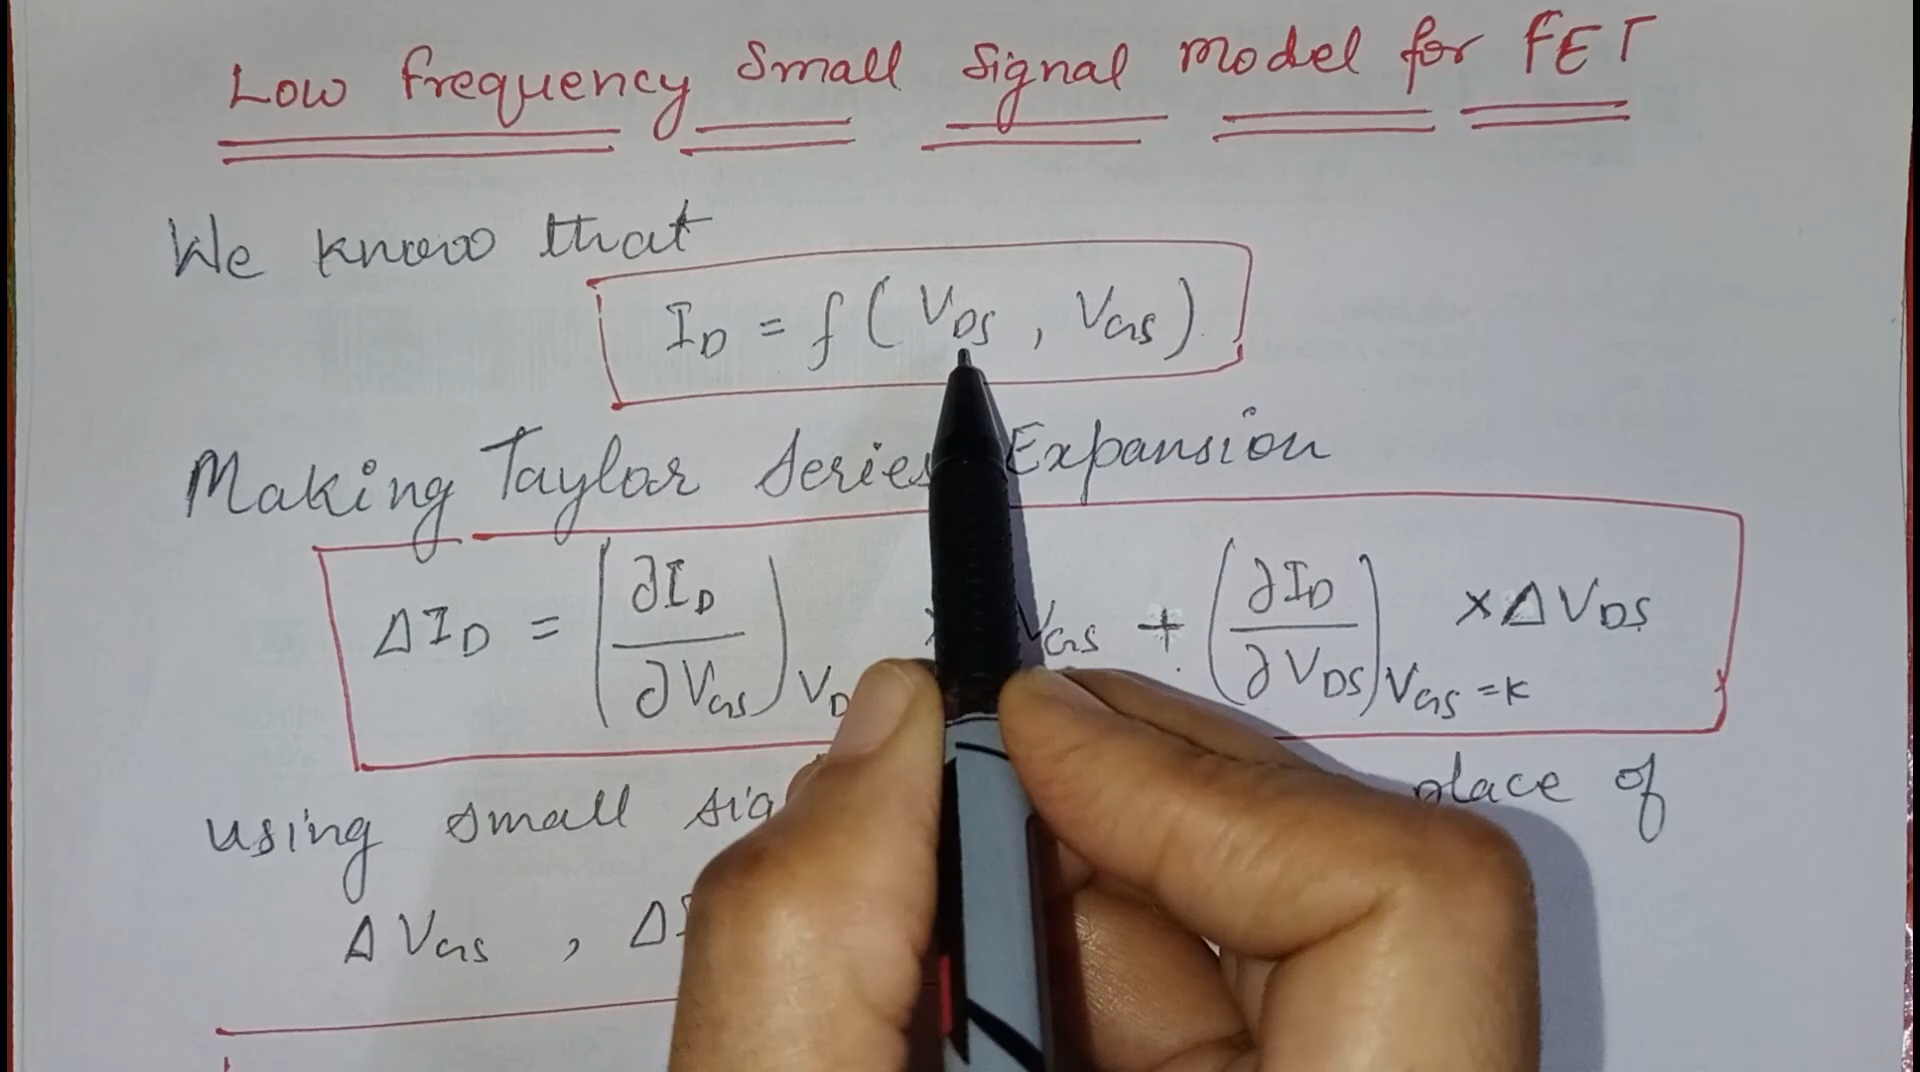 Low frequency Small Signal Model for FET
We know that
I_D = f ( V_DS , V_GS )
Making Taylor Series Expansion
ΔI_D = (∂I_D / ∂V_GS)  V_GS + (∂I_D / ∂V_DS)_{V_GS = K} × ΔV_DS
using small place of
ΔV_GS ,